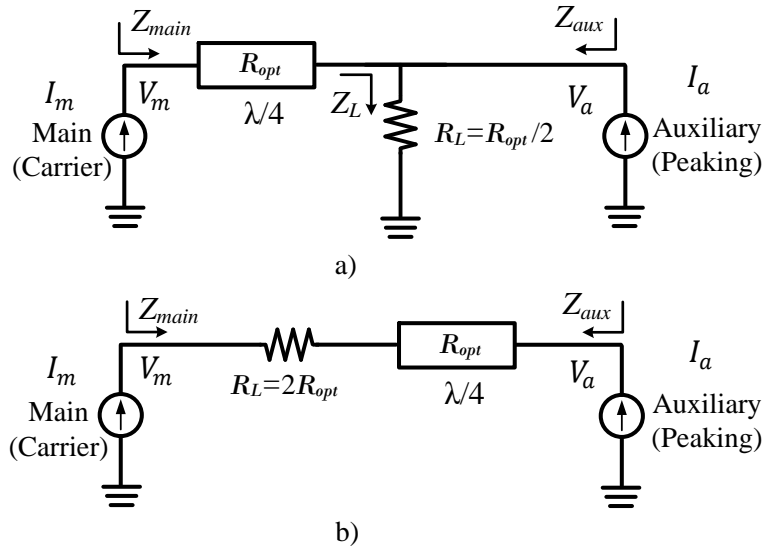 Z_main
R_opt
Z_aux
I_m V_m λ/4 Z_L V_a I_a
Main R_L=R_opt/2 Auxiliary
(Carrier) (Peaking)
a)
Z_main
R_opt
Z_aux
I_m V_m R_L=2R_opt λ/4 V_a I_a
Main Auxiliary
(Carrier) (Peaking)
b)